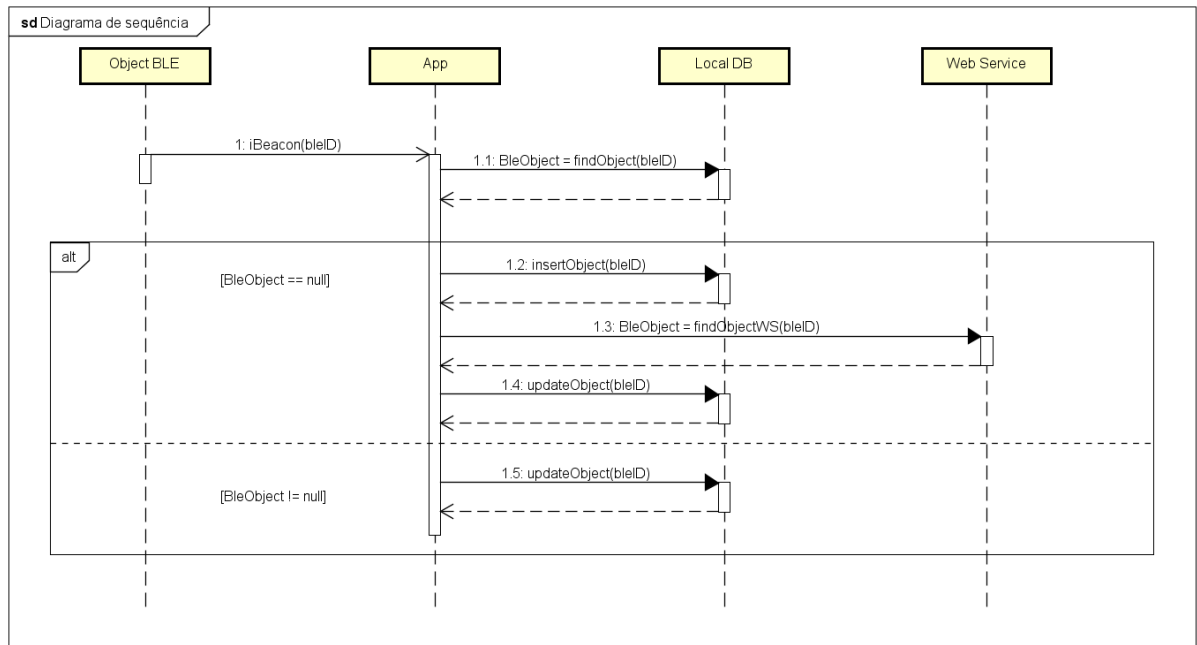 sd Diagrama de sequência
Object BLE
App
Local DB
Web Service
1: iBeacon(bleID)
1.1: BleObject = findObject(bleID)
alt
[BleObject == null]
1.2: insertObject(bleID)
1.3: BleObject = findObjectWS(bleID)
1.4: updateObject(bleID)
1.5: updateObject(bleID)
[BleObject != null]